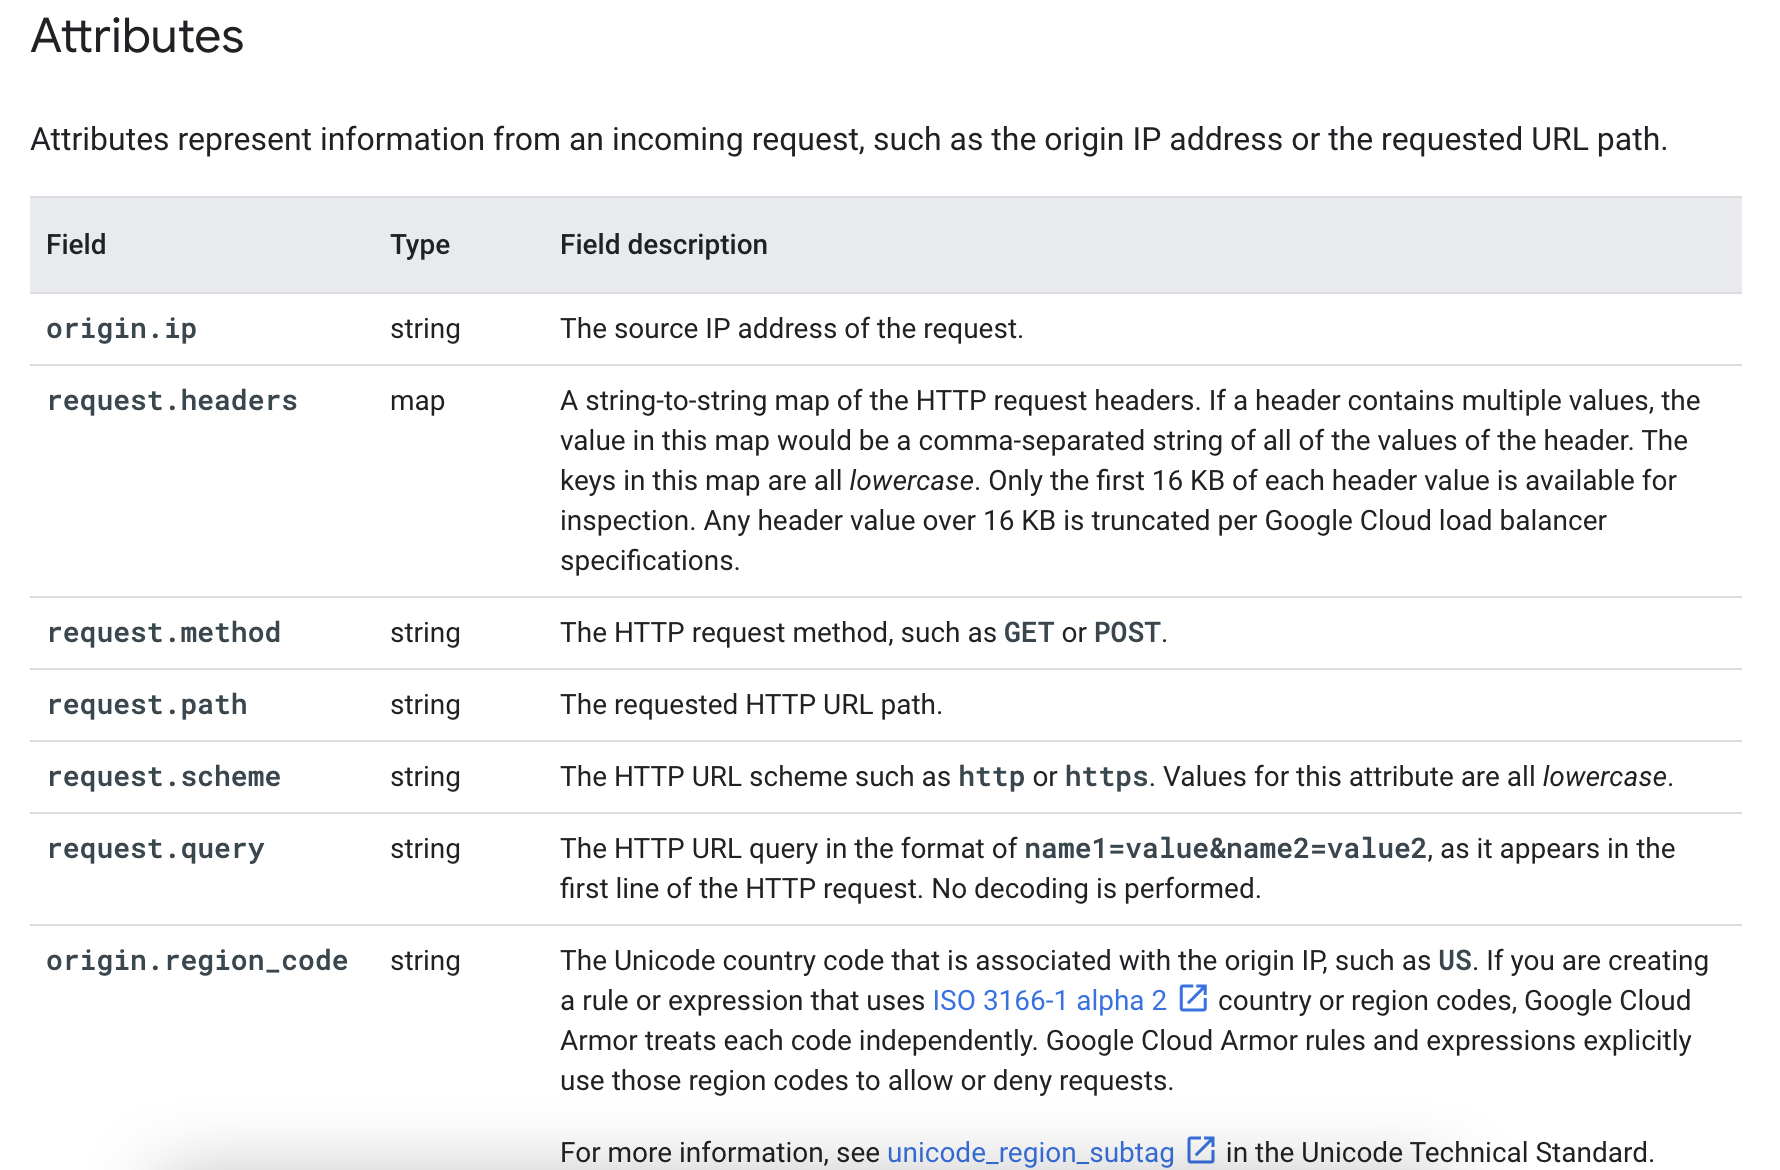 Attributes
Attributes represent information from an incoming request, such as the origin IP address or the requested URL path.
Field Type Field description
origin.ip string The source IP address of the request.
request.headers map A string-to-string map of the HTTP request headers. If a header contains multiple values, the
value in this map would be a comma-separated string of all of the values of the header. The
keys in this map are all lowercase. Only the first 16 KB of each header value is available for
inspection. Any header value over 16 KB is truncated per Google Cloud load balancer
specifications.
request.method string The HTTP request method, such as GET or POST.
request.path string The requested HTTP URL path.
request.scheme string The HTTP URL scheme such as http or https. Values for this attribute are all lowercase.
request.query string The HTTP URL query in the format of name1=value&name2=value2, as it appears in the
first line of the HTTP request. No decoding is performed.
origin.region_code string The Unicode country code that is associated with the origin IP, such as US. If you are creating
a rule or expression that uses ISO 3166-1 alpha 2 country or region codes, Google Cloud
Armor treats each code independently. Google Cloud Armor rules and expressions explicitly
use those region codes to allow or deny requests.
For more information, see unicode_region_subtag in the Unicode Technical Standard.